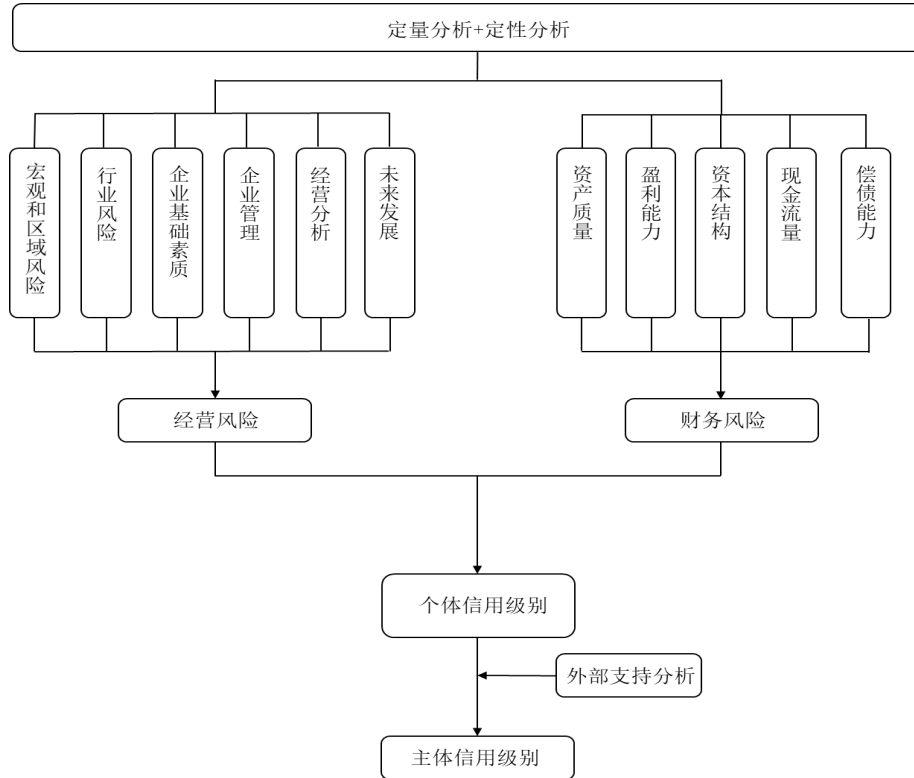 定量分析+定性分析
宏观和区域风险
行业风险
企业基础素质
企业管理
经营分析
未来发展
资产质量
盈利能力
资本结构
现金流量
偿债能力
经营风险
财务风险
个体信用级别
外部支持分析
主体信用级别